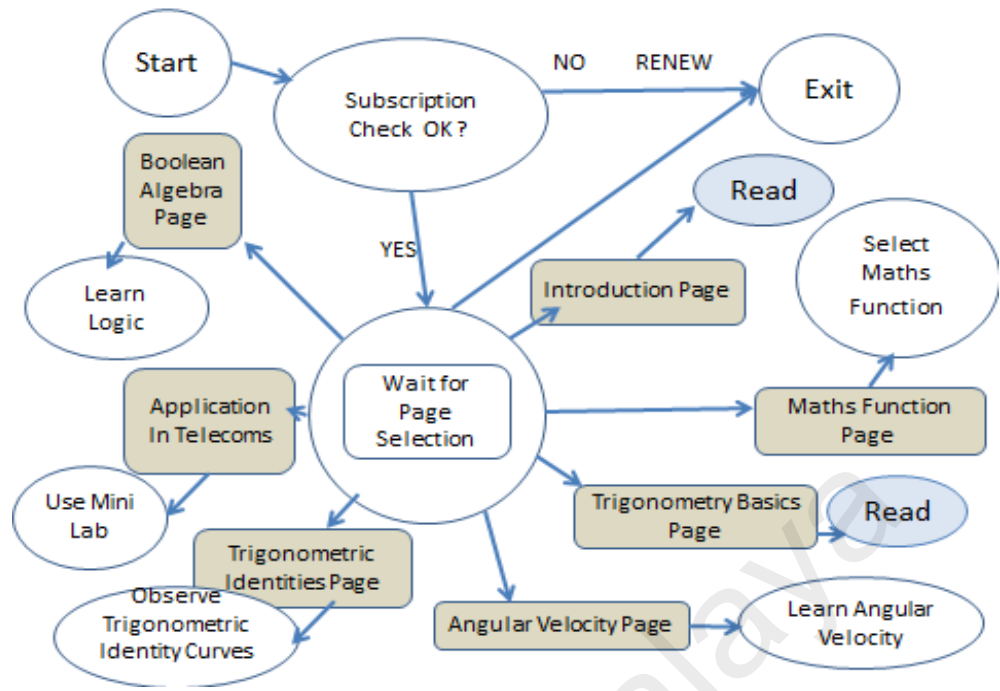 Start
Subscription
Check OK ?
NO RENEW
Exit
Boolean
Algebra
Page
Read
YES
Select
Maths
Function
Introduction Page
Learn
Logic
Wait for
Page
Selection
Application
In Telecoms
Maths Function
Page
Use Mini
Lab
Trigonometry Basics
Page
Read
Trigonometric
Identities Page
Observe
Trigonometric
Identity Curves
Angular Velocity Page
Learn Angular
Velocity
laya